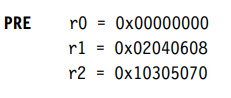 PRE r0 = 0x00000000
r1 = 0x02040608
r2 = 0x10305070